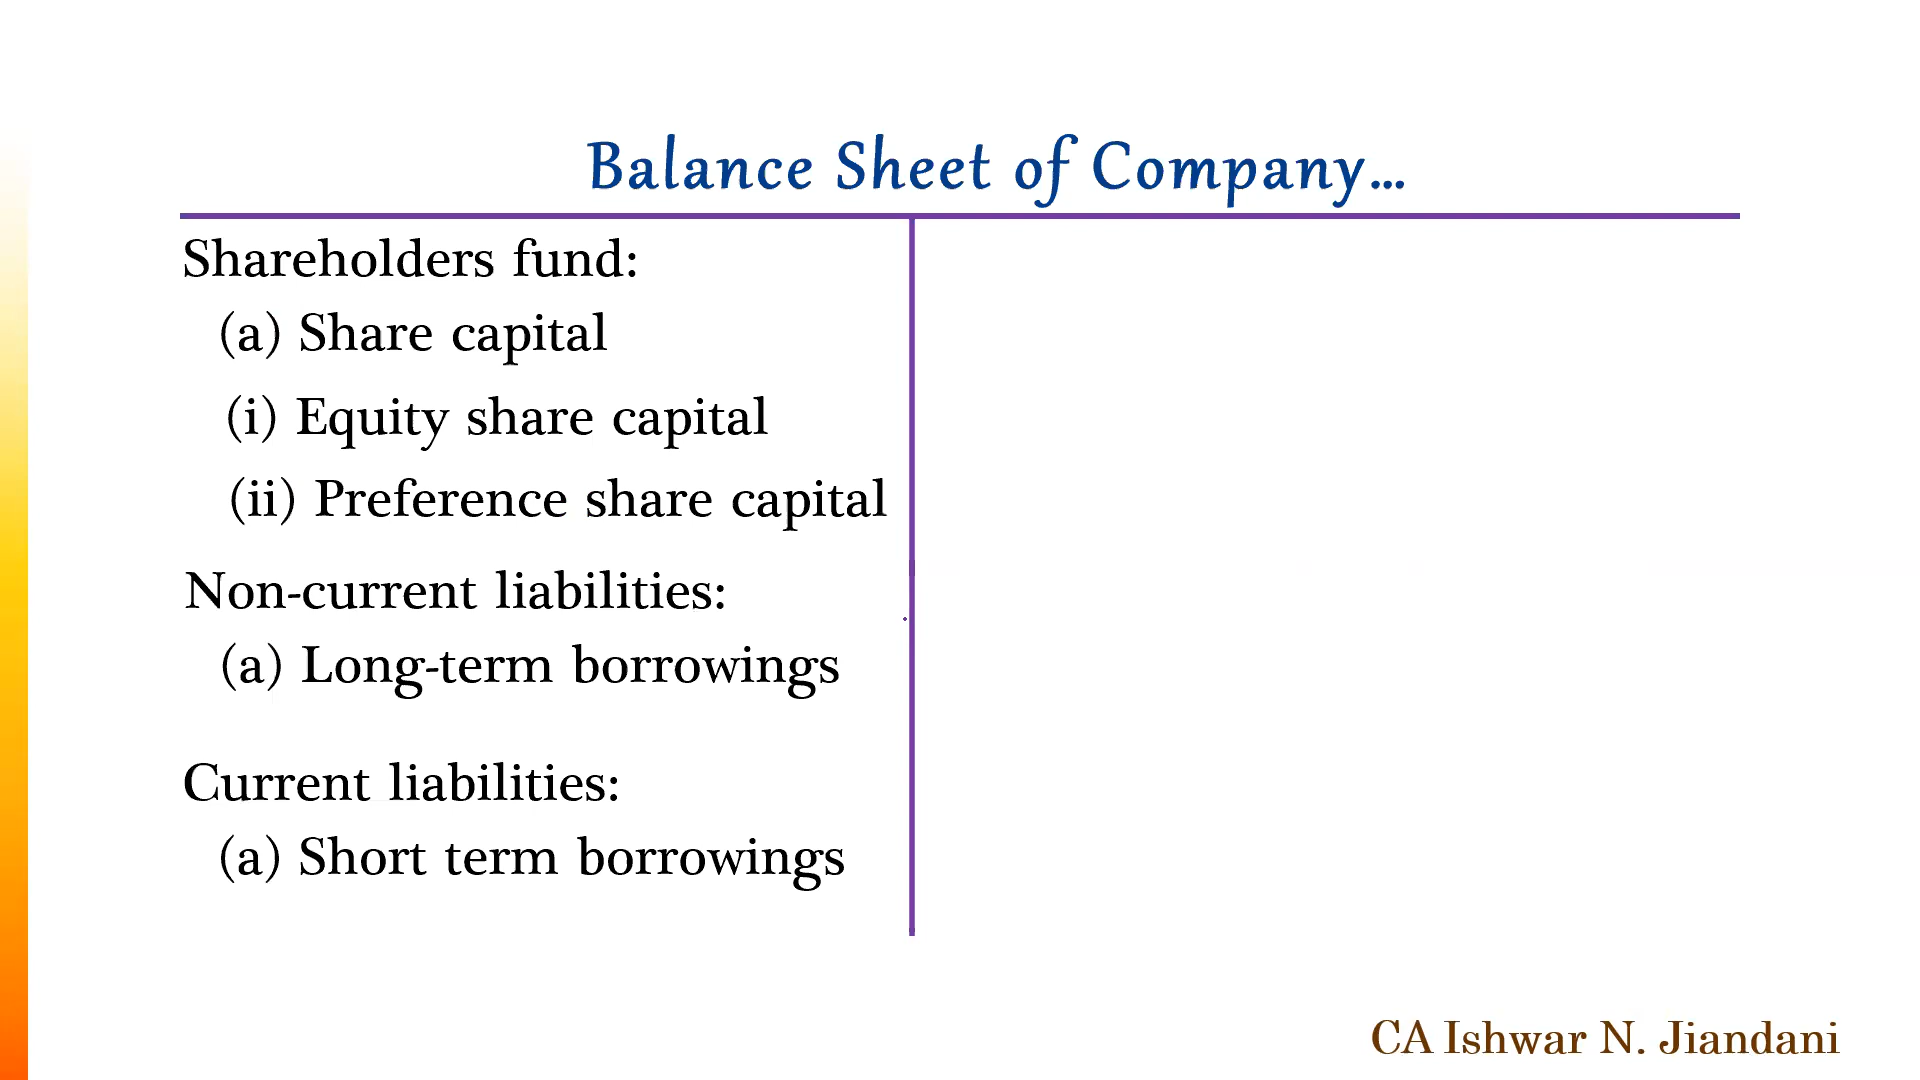 Balance Sheet of Company...
Shareholders fund:
(a) Share capital
(i) Equity share capital
(ii) Preference share capital
Non-current liabilities:
(a) Long-term borrowings
Current liabilities:
(a) Short term borrowings
CA Ishwar N. Jiandani